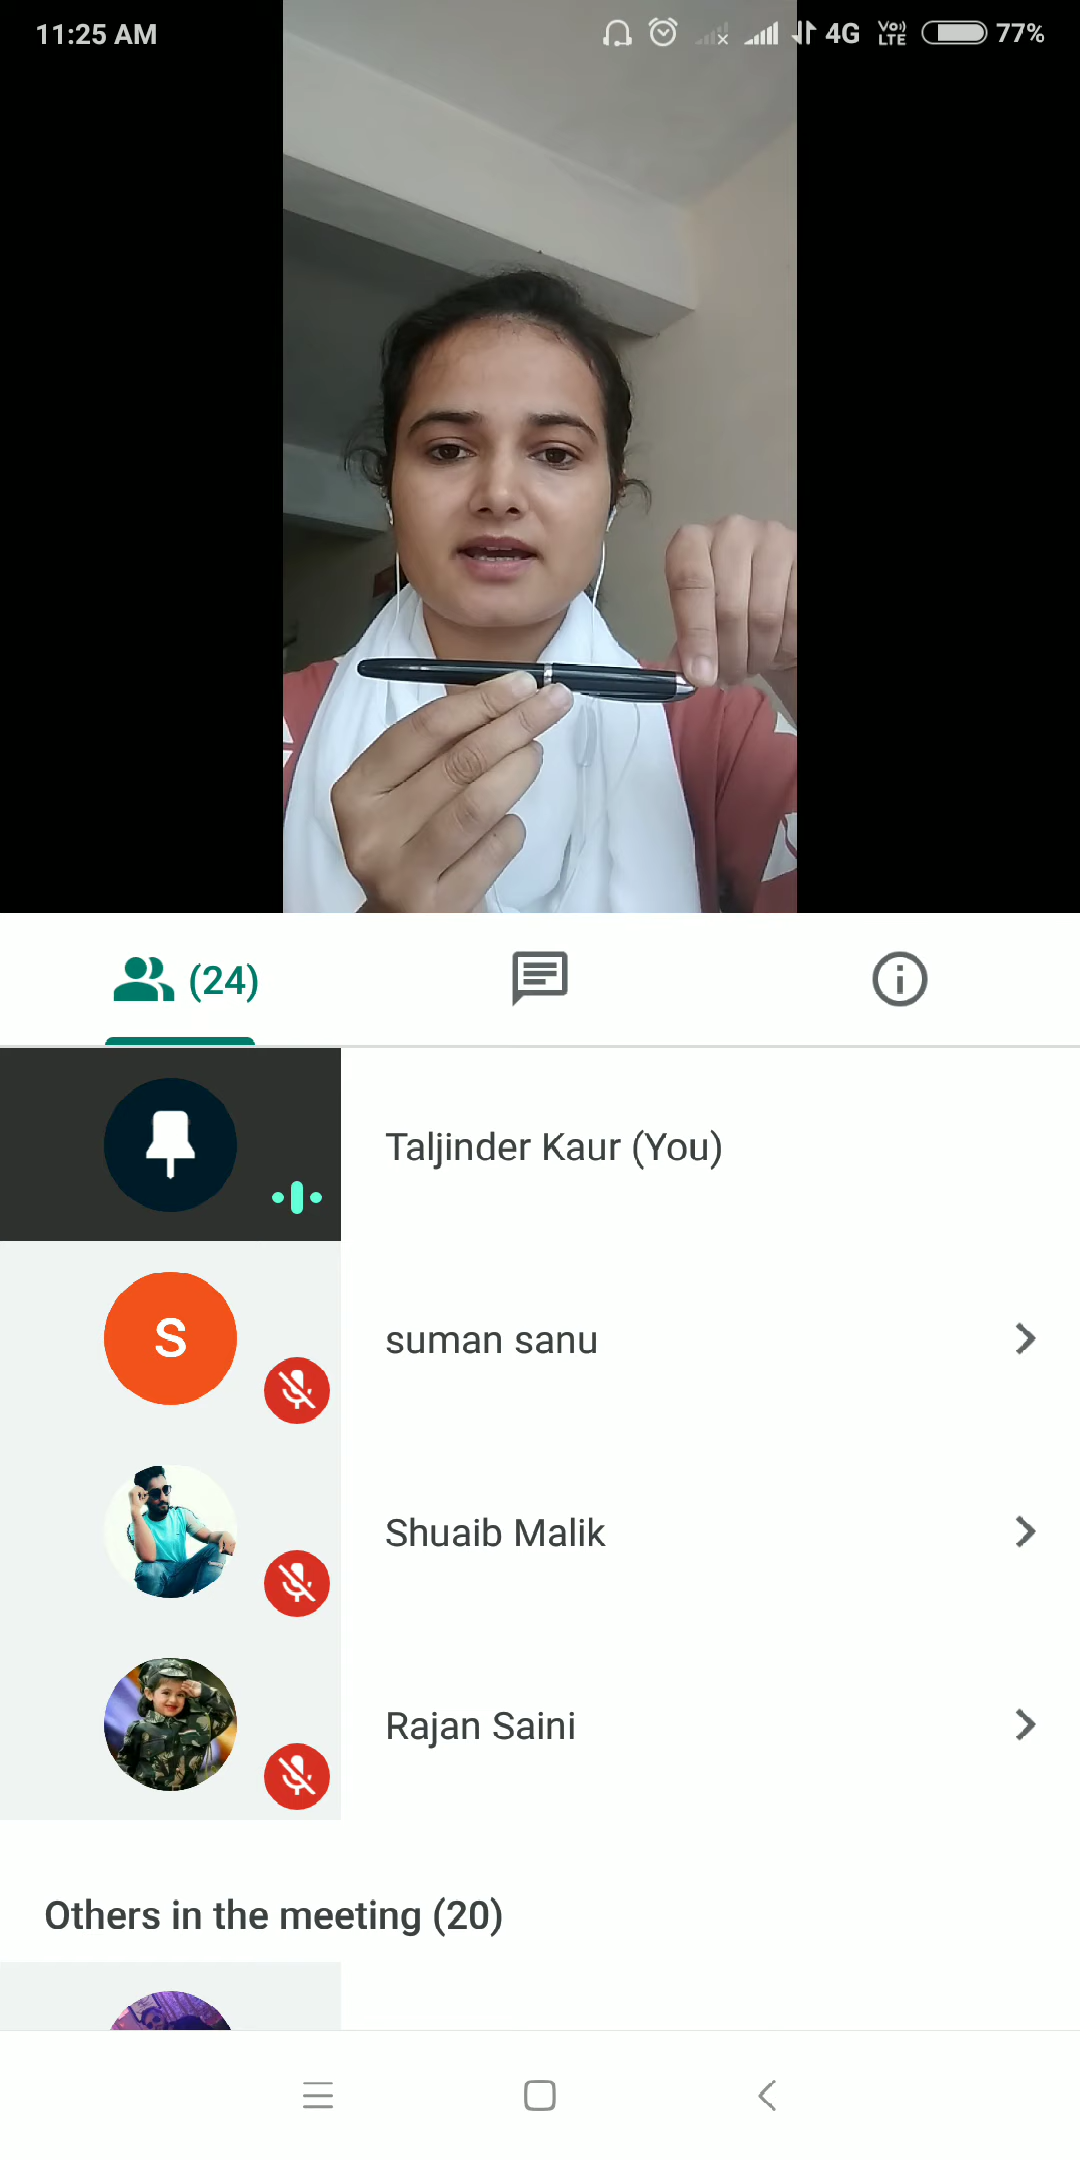 11:25 AM 4G VoLTE 77%
(24)
Taljinder Kaur (You)
S
suman sanu
Shuaib Malik
Rajan Saini
Others in the meeting (20)